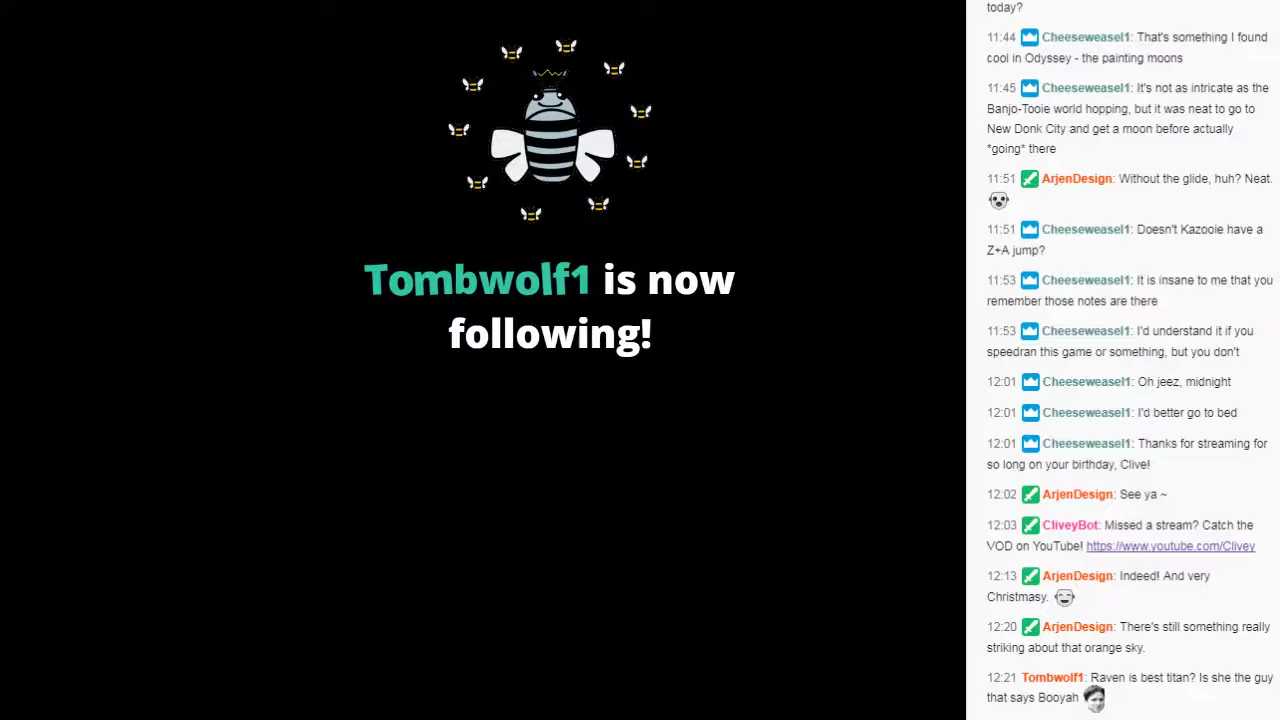 Tombwolf1 is now
following!
today?
11:44 Cheeseweasel1: That's something I found
cool in Odyssey - the painting moons
11:45 Cheeseweasel1: It's not as intricate as the
Banjo-Tooie world hopping, but it was neat to go to
New Donk City and get a moon before actually
*going* there
11:51 ArjenDesign: Without the glide, huh? Neat.
11:51 Cheeseweasel1: Doesn't Kazooie have a
Z+A jump?
11:53 Cheeseweasel1: It is insane to me that you
remember those notes are there
11:53 Cheeseweasel1: I'd understand it if you
speedran this game or something, but you don't
12:01 Cheeseweasel1: Oh jeez, midnight
12:01 Cheeseweasel1: I'd better go to bed
12:01 Cheeseweasel1: Thanks for streaming for
so long on your birthday, Clive!
12:02 ArjenDesign: See ya ~
12:03 CliveyBot: Missed a stream? Catch the
VOD on YouTube! https://www.youtube.com/Clivey
12:13 ArjenDesign: Indeed! And very
Christmasy.
12:20 ArjenDesign: There's still something really
striking about that orange sky.
12:21 Tombwolf1: Raven is best titan? Is she the guy
that says Booyah